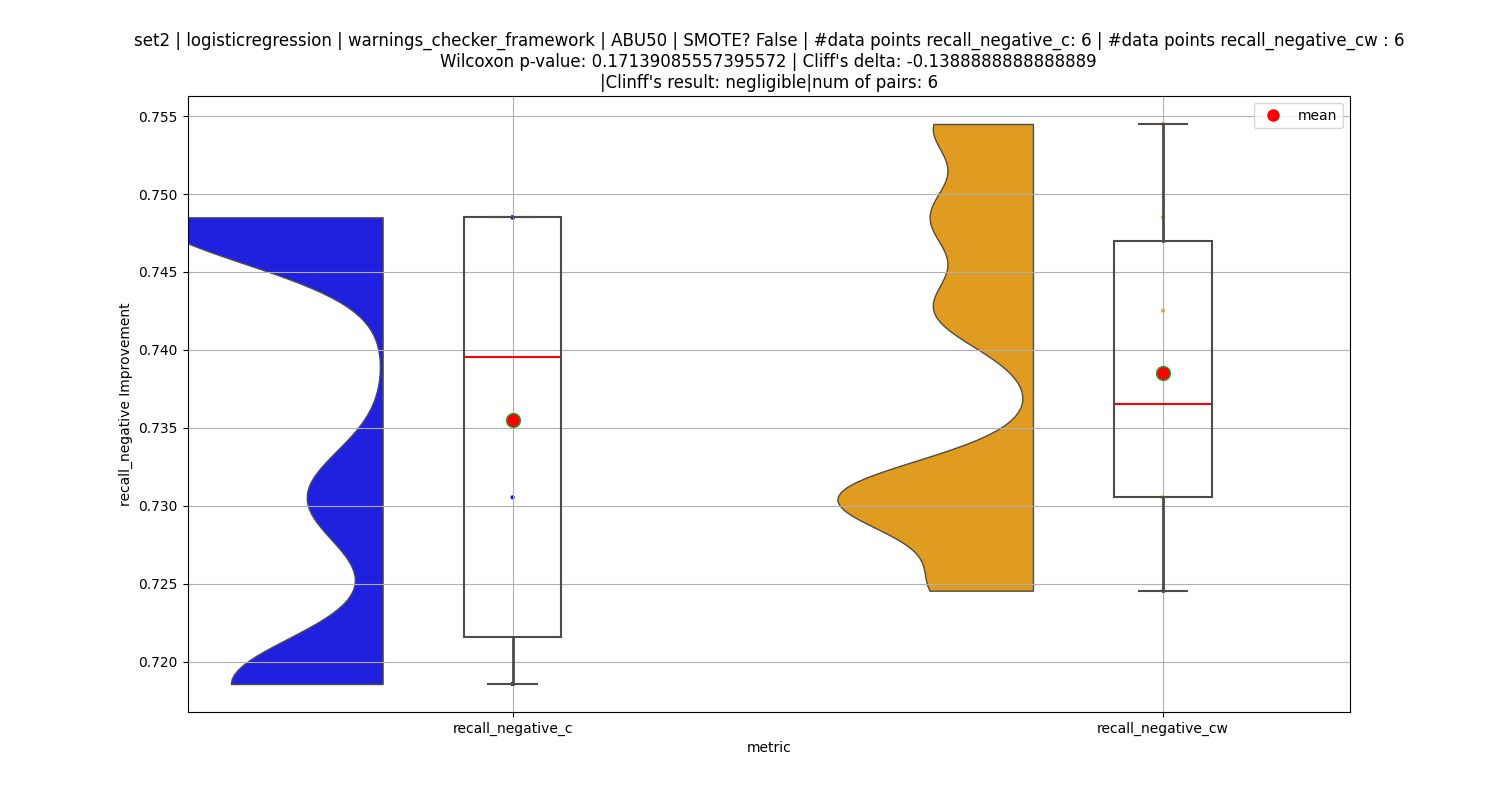 set2 | logisticregression | warnings_checker_framework | ABU50 | SMOTE? False | #data points recall_negative_c: 6 | #data points recall_negative_cw : 6
Wilcoxon p-value: 0.17139085557395572 | Cliff's delta: -0.1388888888888889
|Clinff's result: negligible|num of pairs: 6
mean
0.755
0.750
0.745
0.740
0.735
0.730
0.725
0.720
recall_negative Improvement
recall_negative_c
recall_negative_cw
metric